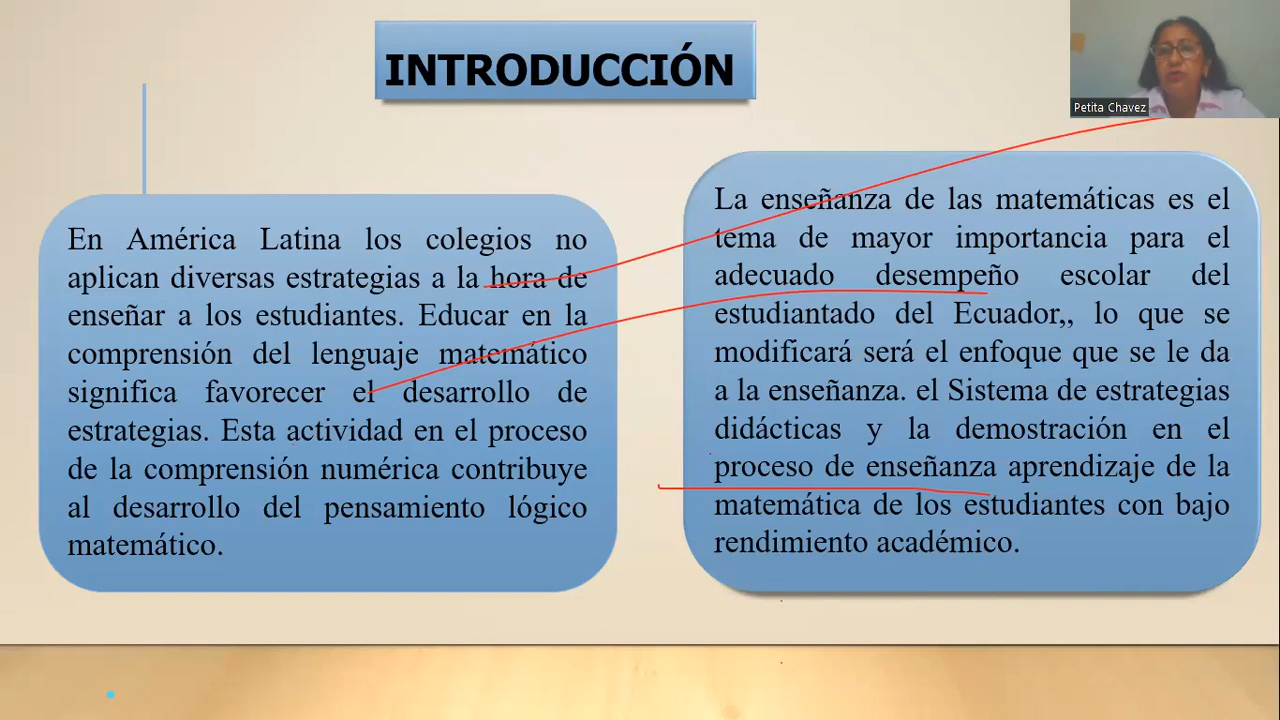 INTRODUCCIÓN
Petita Chavez
En América Latina los colegios no
aplican diversas estrategias a la hora de
enseñar a los estudiantes. Educar en la
comprensión del lenguaje matemático
significa favorecer el desarrollo de
estrategias. Esta actividad en el proceso
de la comprensión numérica contribuye
al desarrollo del pensamiento lógico
matemático.
La enseñanza de las matemáticas es el
tema de mayor importancia para el
adecuado desempeño escolar del
estudiantado del Ecuador,, lo que se
modificará será el enfoque que se le da
a la enseñanza. el Sistema de estrategias
didácticas y la demostración en el
proceso de enseñanza aprendizaje de la
matemática de los estudiantes con bajo
rendimiento académico.